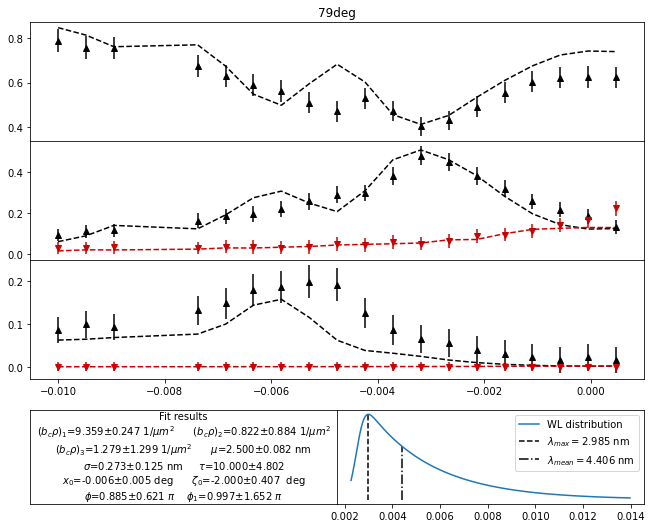 79deg
0.8
0.6
0.4
0.4
0.2
0.0
0.2
0.1
0.0
−0.010 −0.008 −0.006 −0.004 −0.002 0.000
Fit results
(b_cρ)_1=9.359±0.247 1/μm² (b_cρ)_2=0.822±0.884 1/μm²
(b_cρ)_3=1.279±1.299 1/μm² μ=2.500±0.082 nm
σ=0.273±0.125 nm τ=10.000±4.802
x_0=-0.006±0.005 deg ζ_0=-2.000±0.407 deg
ϕ=0.885±0.621 π ϕ_1=0.997±1.652 π
WL distribution
λ_max=2.985 nm
λ_mean=4.406 nm
0.002 0.004 0.006 0.008 0.010 0.012 0.014